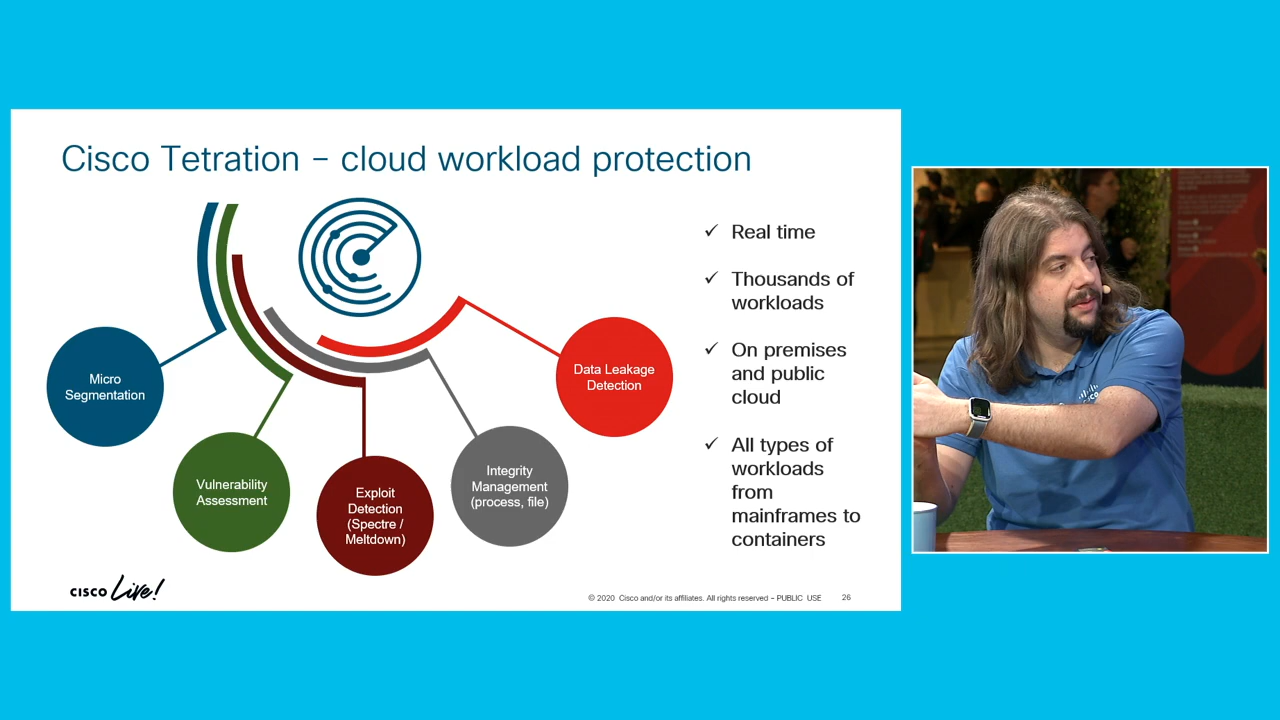 Cisco Tetration – cloud workload protection
Micro
Segmentation
Vulnerability
Assessment
Exploit
Detection
(Spectre /
Meltdown)
Integrity
Management
(process, file)
Data Leakage
Detection
✓ Real time
✓ Thousands of
workloads
✓ On premises
and public
cloud
✓ All types of
workloads
from
mainframes to
containers
CISCO Live!
© 2020 Cisco and/or its affiliates. All rights reserved – PUBLIC USE 26